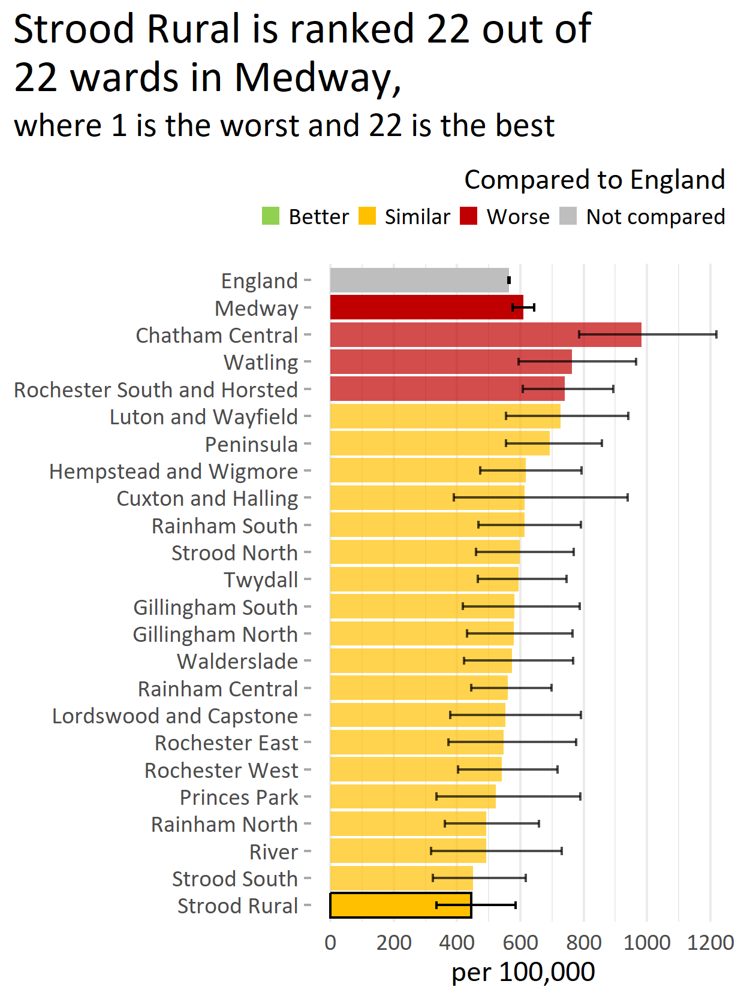 Strood Rural is ranked 22 out of
22 wards in Medway,
where 1 is the worst and 22 is the best
Compared to England
Better Similar Worse Not compared
England
Medway
Chatham Central
Watling
Rochester South and Horsted
Luton and Wayfield
Peninsula
Hempstead and Wigmore
Cuxton and Halling
Rainham South
Strood North
Twydall
Gillingham South
Gillingham North
Walderslade
Rainham Central
Lordswood and Capstone
Rochester East
Rochester West
Princes Park
Rainham North
River
Strood South
Strood Rural
0 200 400 600 800 1000 1200
per 100,000